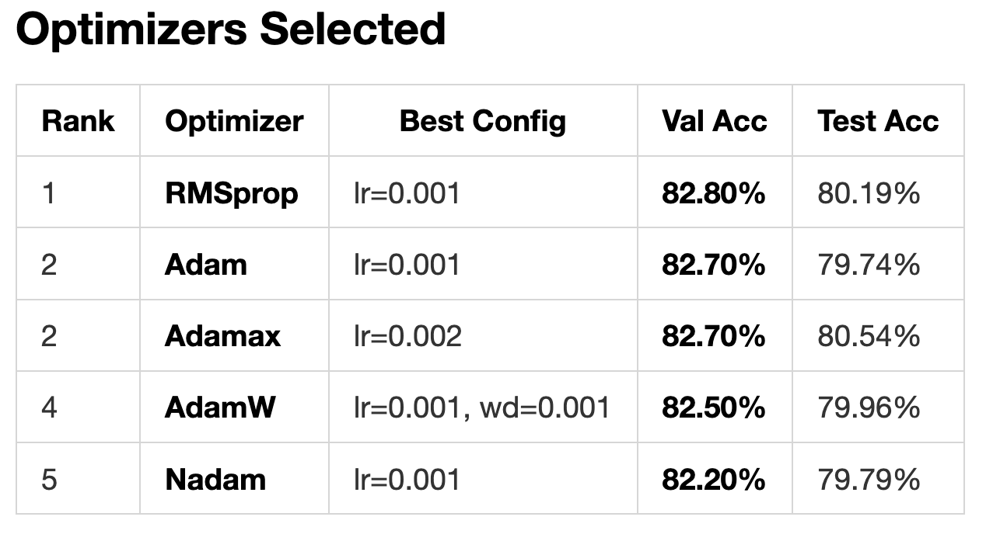 Optimizers Selected
Rank Optimizer Best Config Val Acc Test Acc
1 RMSprop lr=0.001 82.80% 80.19%
2 Adam lr=0.001 82.70% 79.74%
2 Adamax lr=0.002 82.70% 80.54%
4 AdamW lr=0.001, wd=0.001 82.50% 79.96%
5 Nadam lr=0.001 82.20% 79.79%